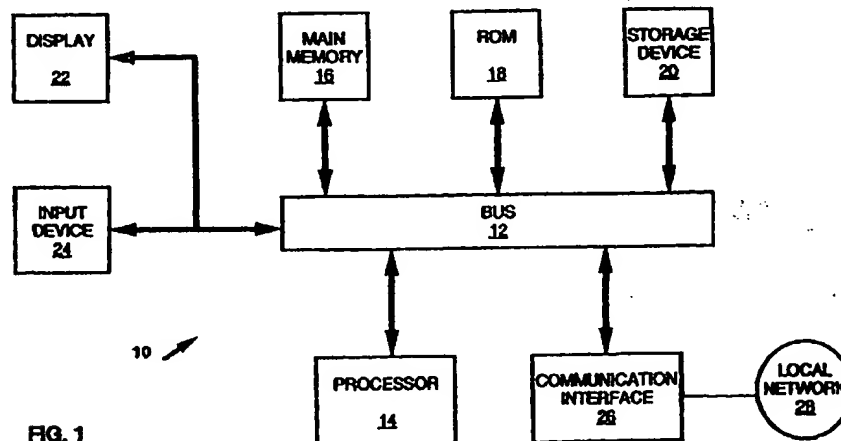 DISPLAY
22
MAIN
MEMORY
16
ROM
18
STORAGE
DEVICE
20
INPUT
DEVICE
24
BUS
12
10
PROCESSOR
14
COMMUNICATION
INTERFACE
26
LOCAL
NETWORK
28
FIG. 1